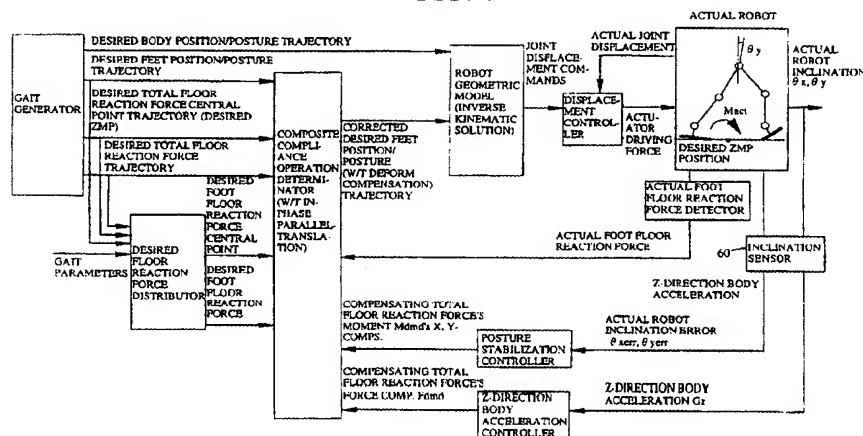 ACTUAL ROBOT
DESIRED BODY POSITION/POSTURE TRAJECTORY
DESIRED FEET POSITION/POSTURE
TRAJECTORY
DESIRED TOTAL FLOOR
REACTION FORCE CENTRAL
POINT TRAJECTORY (DESIRED
ZMP)
DESIRED TOTAL FLOOR
REACTION FORCE
TRAJECTORY
GAIT
GENERATOR
DESIRED
FOOT
FLOOR
REACTION
FORCE
CENTRAL
POINT
DESIRED
FOOT
FLOOR
REACTION
FORCE
GAIT
PARAMETERS
DESIRED
FLOOR
REACTION
FORCE
DISTRIBUTOR
COMPOSITE
COMPLIANCE
OPERATION
DETERMI-
NATOR
(W/T IN-
PHASE
PARALLEL-
TRANSLA-
TION)
CORRECTED
DESIRED FEET
POSITION/
POSTURE
(W/T DEFORM
COMPENSATION)
TRAJECTORY
ROBOT
GEOMETRIC
MODEL
(INVERSE
KINEMATIC
SOLUTION)
JOINT
DISPLACE-
MENT COM-
MANDS
ACTUAL JOINT
DISPLACEMENT
DISPLACE-
MENT
CONTROL-
LER
ACTU-
ATOR
DRIVING
FORCE
θ y
Mact
DESIRED ZMP
POSITION
ACTUAL
ROBOT
INCLINATION
θ x, θ y
ACTUAL FOOT
FLOOR REACTION
FORCE DETECTOR
ACTUAL FOOT FLOOR
REACTION FORCE
60
INCLINATION
SENSOR
Z-DIRECTION BODY
ACCELERATION
COMPENSATING TOTAL
FLOOR REACTION FORCE'S
MOMENT Mdmd's X, Y-
COMPS.
POSTURE
STABILIZATION
CONTROLLER
ACTUAL ROBOT
INCLINATION ERROR
θ xerr, θ yerr
COMPENSATING TOTAL
FLOOR REACTION FORCE'S
FORCE COMP. Fdmd
Z-DIRECTION
BODY
ACCELERATION
CONTROLLER
Z-DIRECTION BODY
ACCELERATION Gz